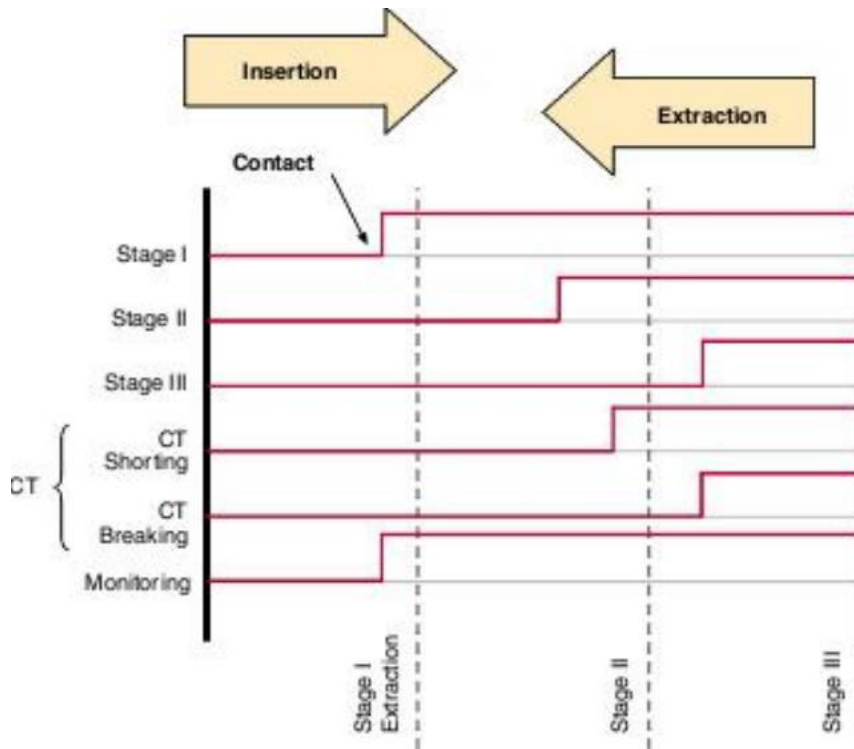 Insertion
Extraction
Contact
Stage I
Stage II
Stage III
CT
CT
Shorting
CT
Breaking
Monitoring
Stage I
Extraction
Stage II
Stage III